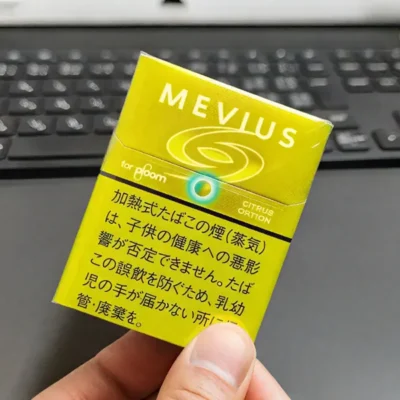 MEVIUS
for ploom
CITRUS
OPTION
加熱式たばこの煙(蒸気)
は、子供の健康への悪影
響が否定できません。たば
この誤飲を防ぐため、乳幼
児の手が届かない所に
管・廃棄を。